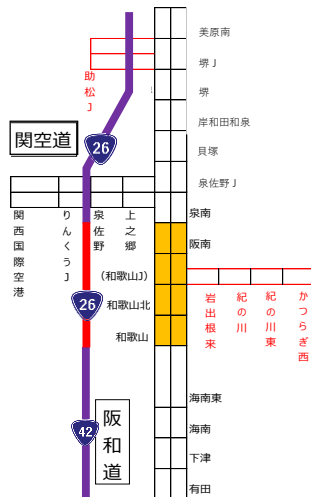 美原南
堺J
助松J
堺
岸和田和泉
関空道
26
貝塚
泉佐野J
泉南
関西国際空港
りんくうJ
泉佐野
上之郷
阪南
(和歌山J)
岩出根来
紀の川
紀の川東
かつらぎ西
26
和歌山北
和歌山
海南東
阪和道
42
海南
下津
有田